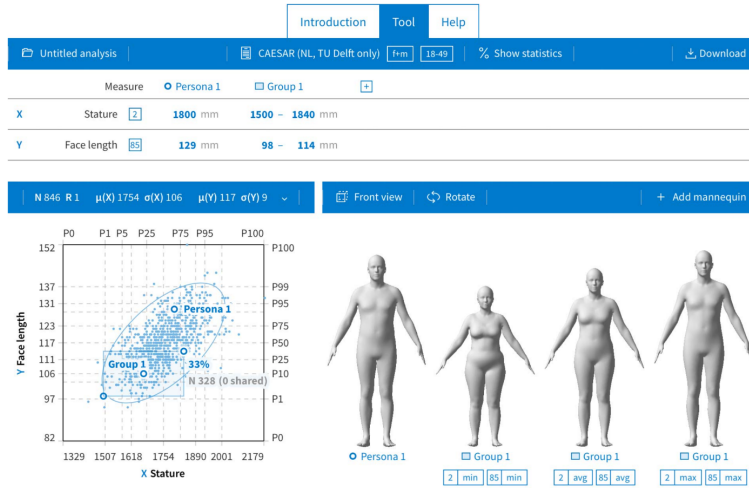 Introduction Tool Help
Untitled analysis CAESAR (NL, TU Delft only) f+m 18-49 % Show statistics Download
Measure Persona 1 Group 1 +
X Stature 2 1800 mm 1500 – 1840 mm
Y Face length 85 129 mm 98 – 114 mm
N 846 R 1 μ(X) 1754 σ(X) 106 μ(Y) 117 σ(Y) 9
Front view Rotate + Add mannequin
P0 P1 P5 P25 P75 P95 P100
152 P100
137 P99
131 P95
Persona 1
123 P75
117 P50
111 P25
Group 1 33%
106 P10
N 328 (0 shared)
97 P1
82 P0
Y Face length
1329 1507 1618 1754 1890 2001 2179
X Stature
Persona 1 Group 1 Group 1 Group 1
2 min 85 min 2 avg 85 avg 2 max 85 max